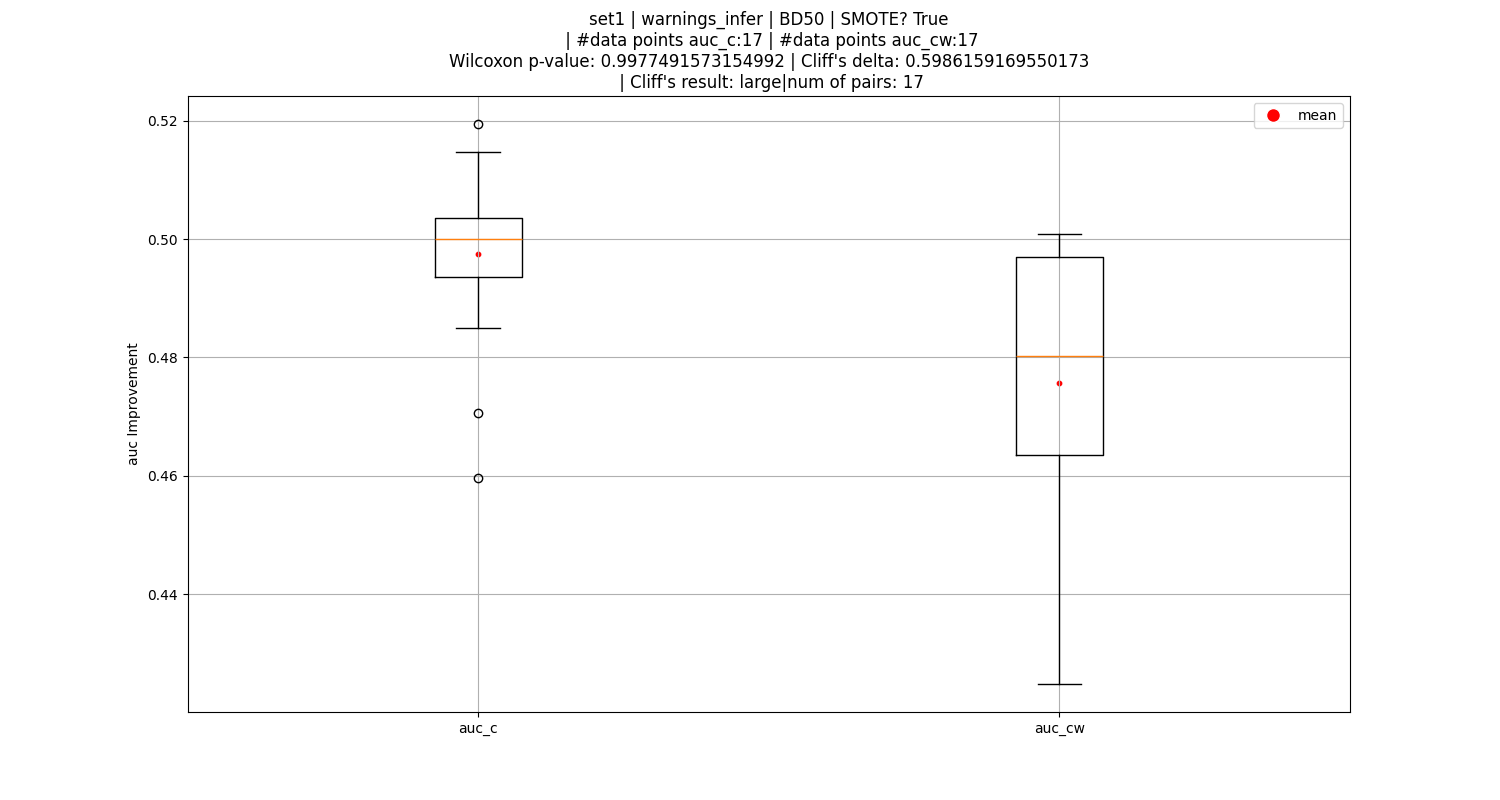 set1 | warnings_infer | BD50 | SMOTE? True
| #data points auc_c:17 | #data points auc_cw:17
Wilcoxon p-value: 0.9977491573154992 | Cliff's delta: 0.5986159169550173
| Cliff's result: large|num of pairs: 17
mean
0.52
0.50
0.48
0.46
0.44
auc Improvement
auc_c
auc_cw